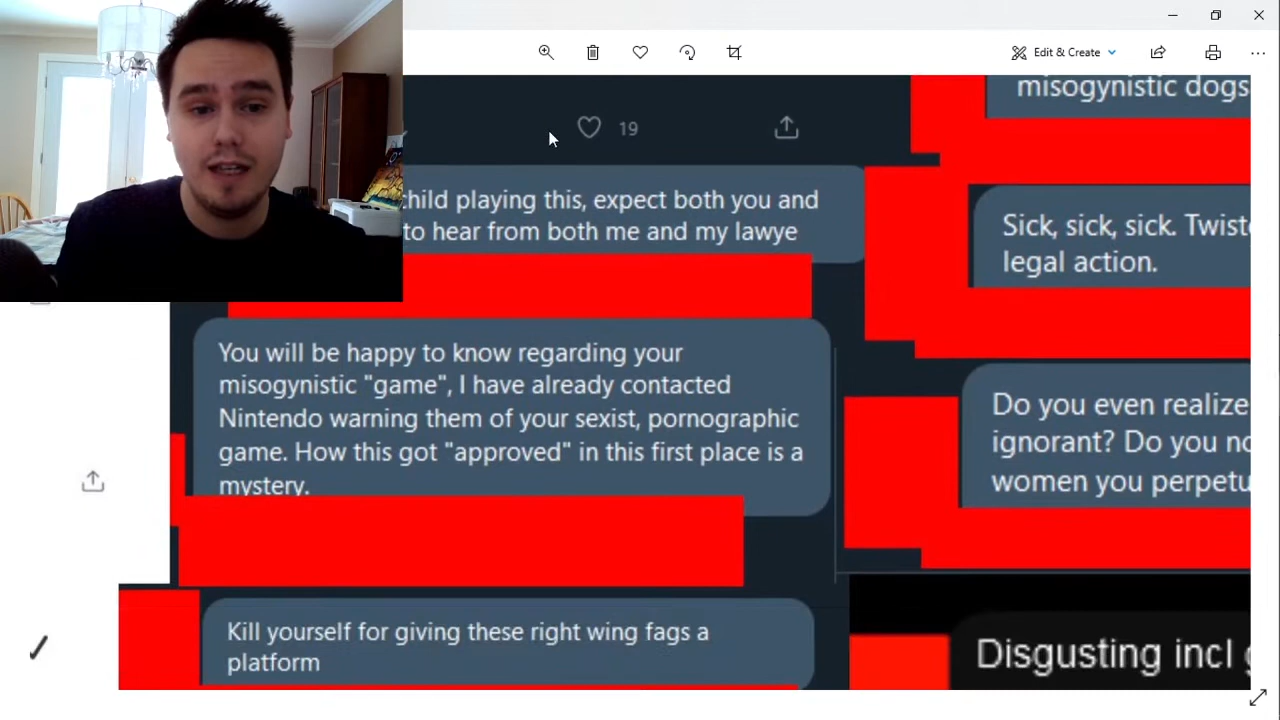 Edit & Create
misogynistic dogs
19
child playing this, expect both you and
to hear from both me and my lawye
Sick, sick, sick. Twiste
legal action.
You will be happy to know regarding your
misogynistic "game", I have already contacted
Nintendo warning them of your sexist, pornographic
game. How this got "approved" in this first place is a
mystery.
Do you even realize
ignorant? Do you no
women you perpetu
Kill yourself for giving these right wing fags a
platform
Disgusting incl g